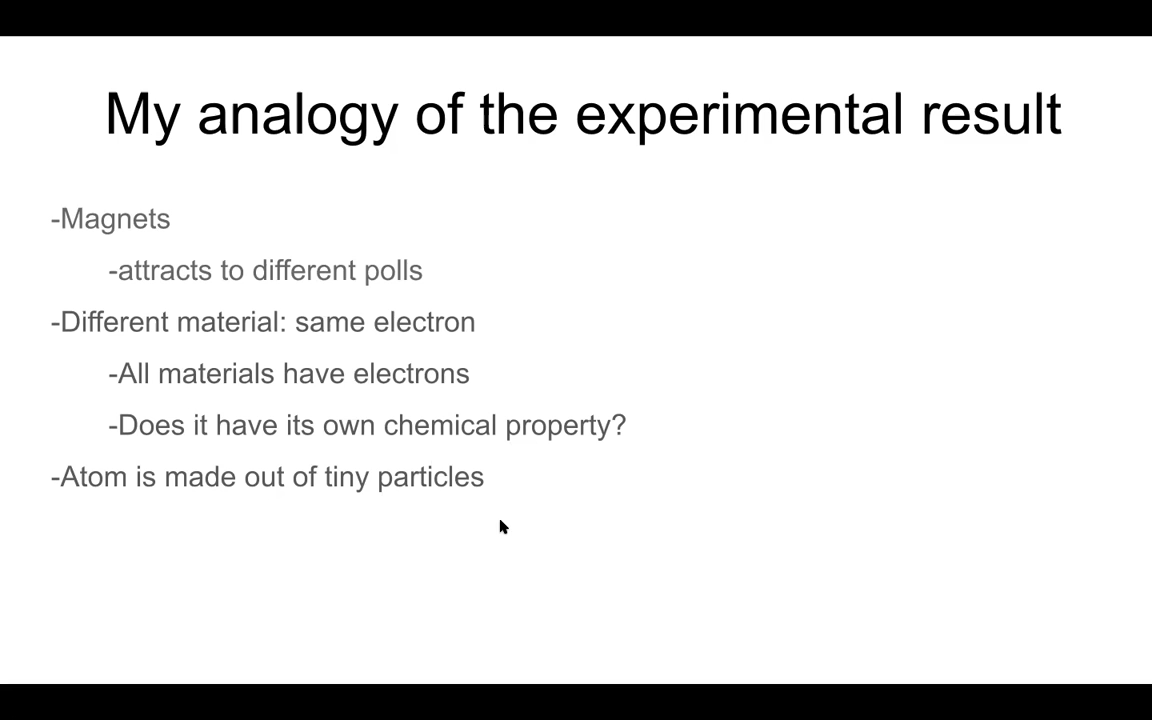 My analogy of the experimental result
-Magnets
-attracts to different polls
-Different material: same electron
-All materials have electrons
-Does it have its own chemical property?
-Atom is made out of tiny particles